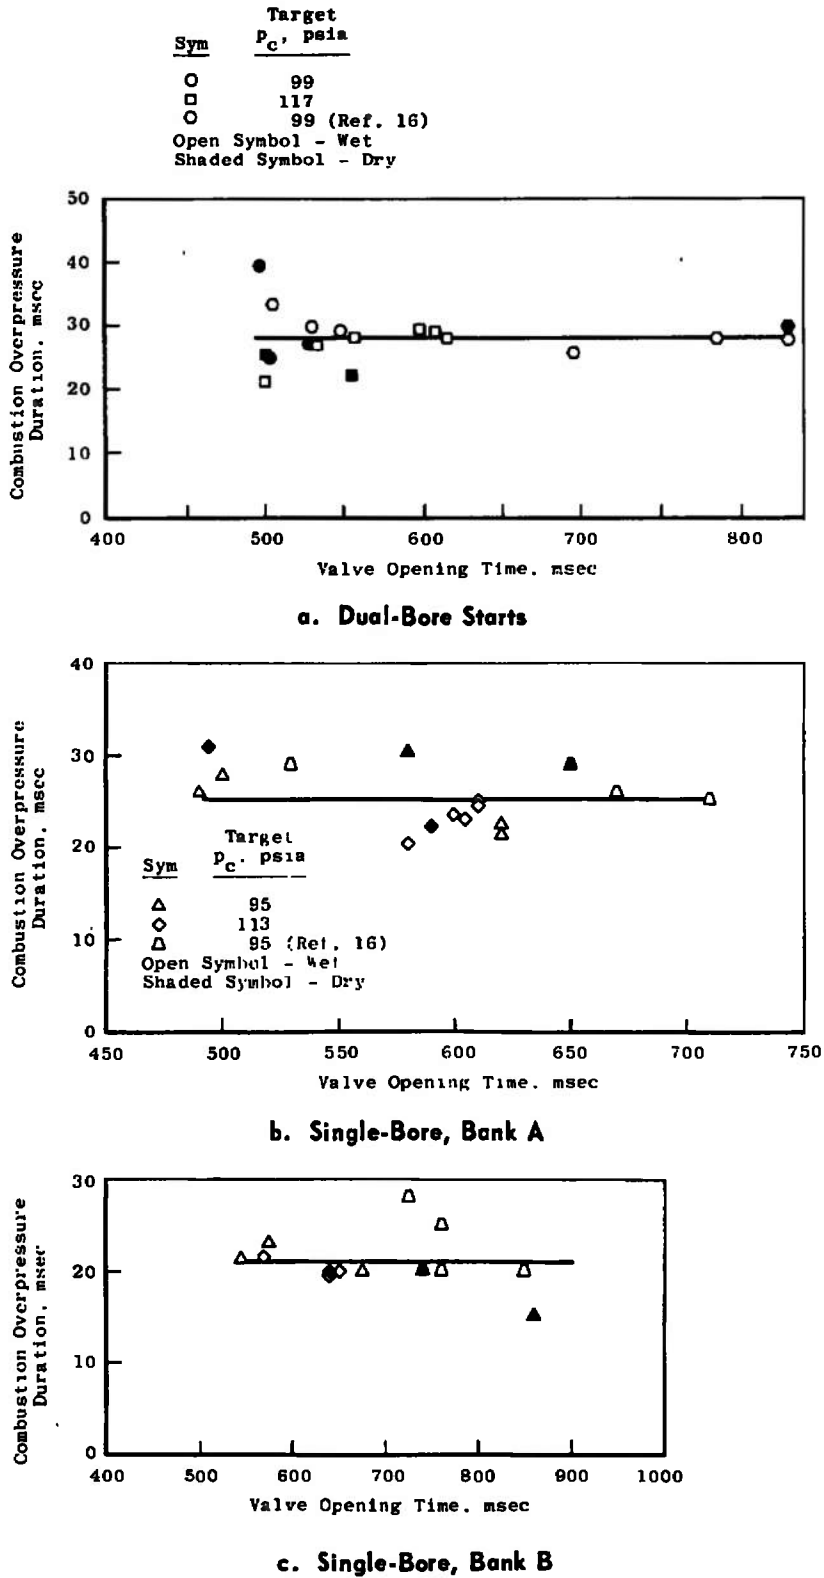 Target
Sym p_c, psia
○ 99
□ 117
⬡ 99 (Ref. 16)
Open Symbol - Wet
Shaded Symbol - Dry
Combustion Overpressure
Duration, msec
50
40
30
20
10
0
400 500 600 700 800
Valve Opening Time, msec
a. Dual-Bore Starts
Combustion Overpressure
Duration, msec
40
30
20
10
0
Target
Sym p_c, psia
△ 95
◇ 113
95 (Ref. 16)
Open Symbol - Wet
Shaded Symbol - Dry
450 500 550 600 650 700 750
Valve Opening Time, msec
b. Single-Bore, Bank A
Combustion Overpressure
Duration, msec
30
20
10
0
400 500 600 700 800 900 1000
Valve Opening Time, msec
c. Single-Bore, Bank B